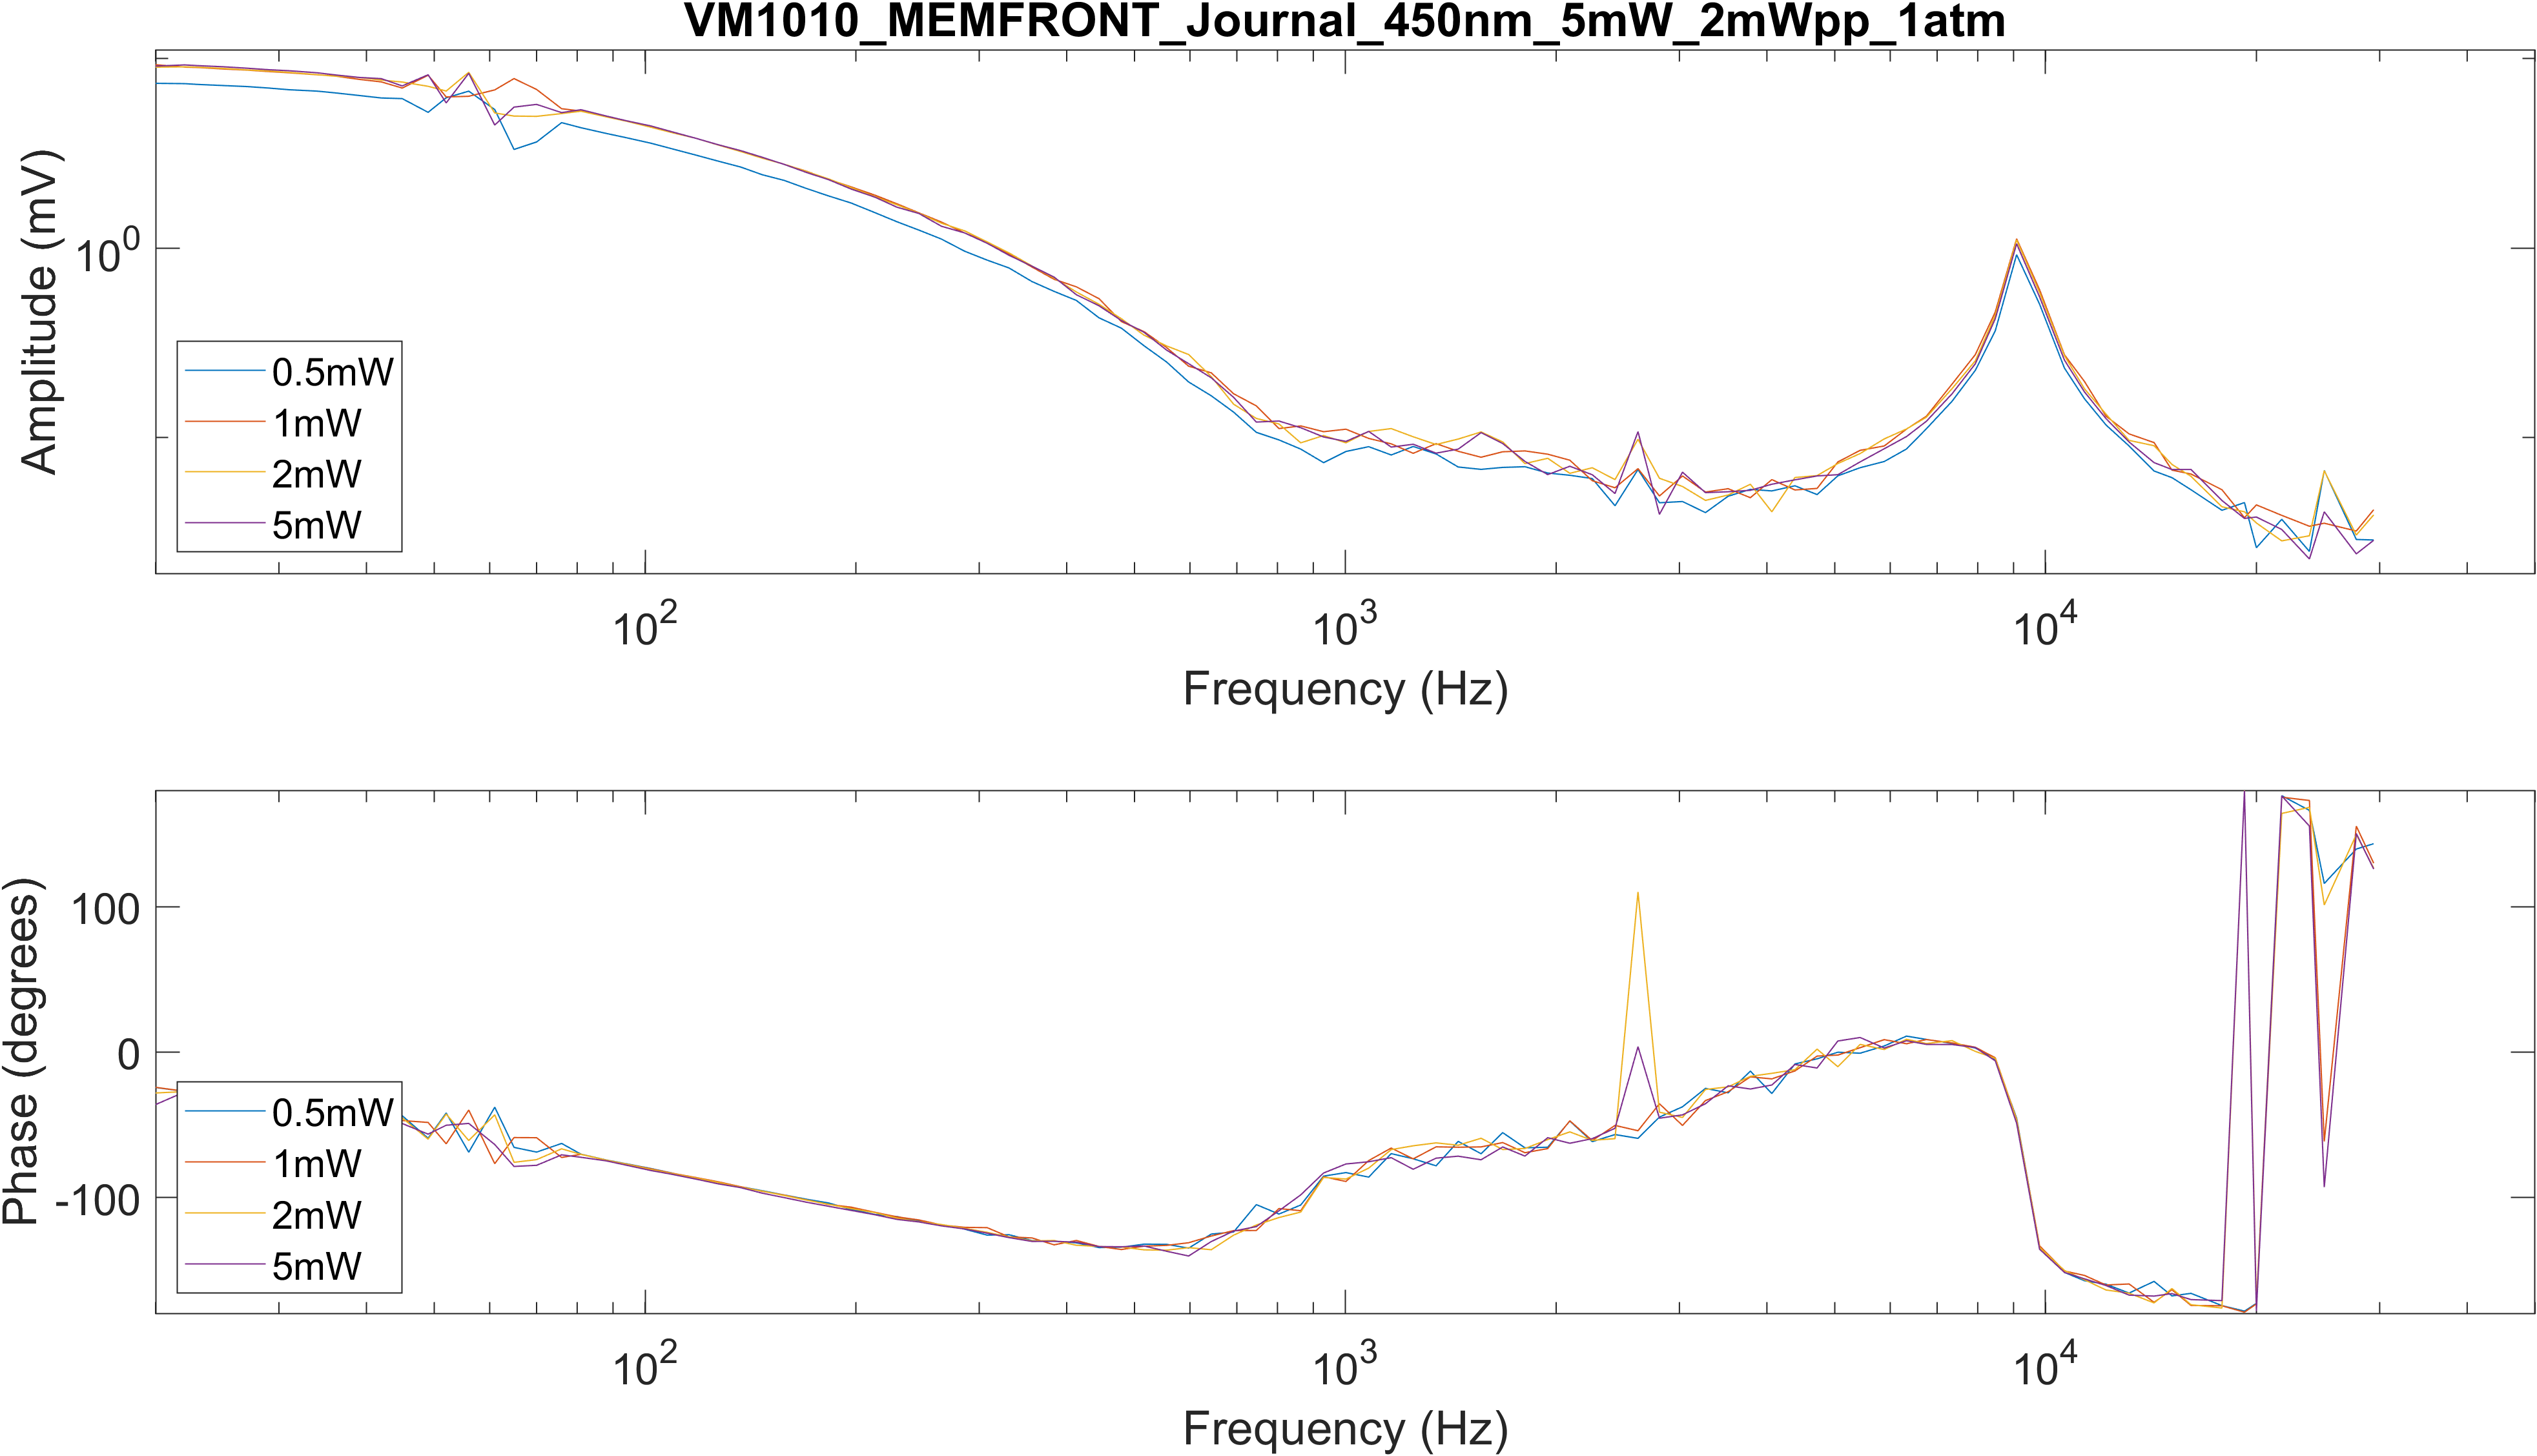 VM1010_MEMFRONT_Journal_450nm_5mW_2mWpp_1atm
Amplitude (mV)
10^0
0.5mW
1mW
2mW
5mW
10^2
10^3
10^4
Frequency (Hz)
Phase (degrees)
100
0
-100
0.5mW
1mW
2mW
5mW
10^2
10^3
10^4
Frequency (Hz)